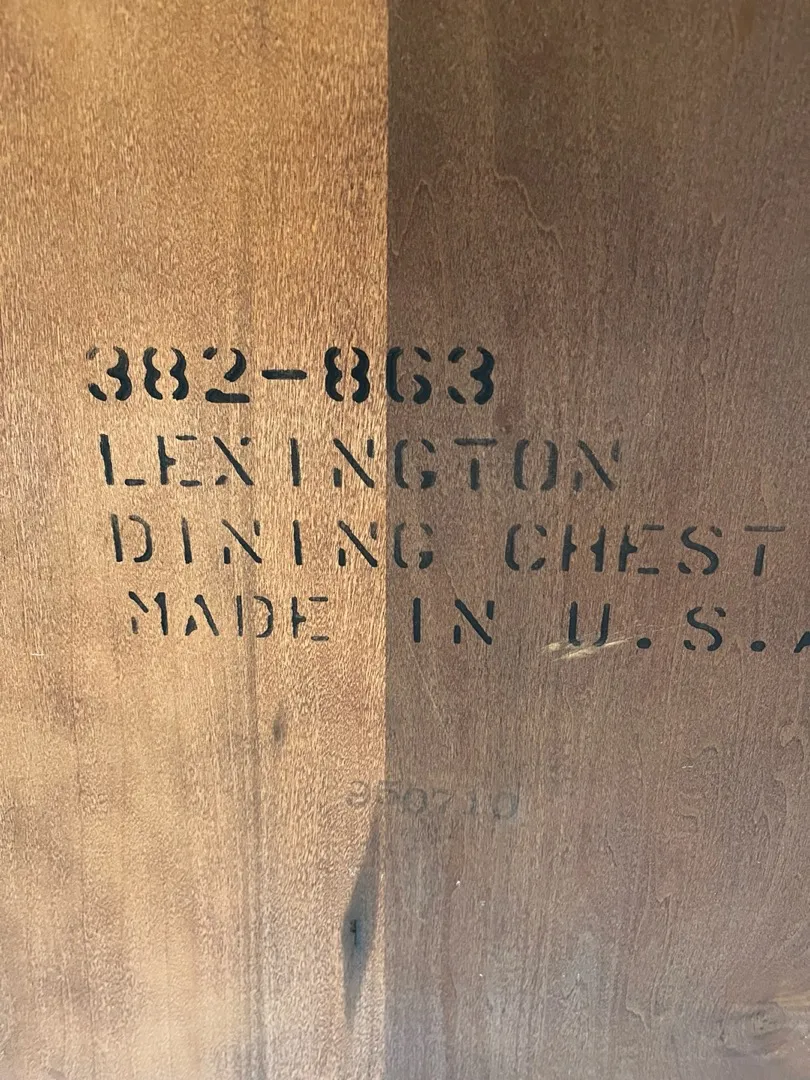 382-863
LEXINGTON
DINING CHEST
MADE IN U.S.A